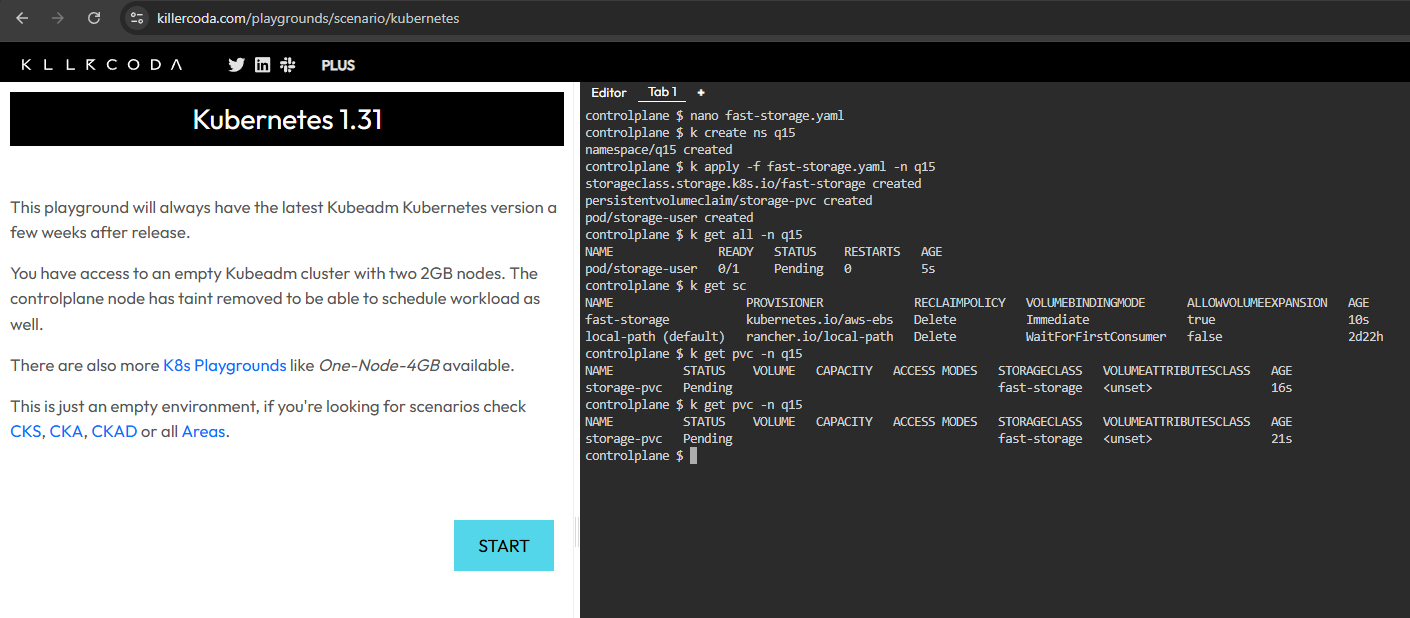 killercoda.com/playgrounds/scenario/kubernetes
KILLERCODA
PLUS
Kubernetes 1.31
This playground will always have the latest Kubeadm Kubernetes version a
few weeks after release.
You have access to an empty Kubeadm cluster with two 2GB nodes. The
controlplane node has taint removed to be able to schedule workload as
well.
There are also more K8s Playgrounds like One-Node-4GB available.
This is just an empty environment, if you're looking for scenarios check
CKS, CKA, CKAD or all Areas.
START
Editor Tab 1 +
controlplane $ nano fast-storage.yaml
controlplane $ k create ns q15
namespace/q15 created
controlplane $ k apply -f fast-storage.yaml -n q15
storageclass.storage.k8s.io/fast-storage created
persistentvolumeclaim/storage-pvc created
pod/storage-user created
controlplane $ k get all -n q15
NAME READY STATUS RESTARTS AGE
pod/storage-user 0/1 Pending 0 5s
controlplane $ k get sc
NAME PROVISIONER RECLAIMPOLICY VOLUMEBINDINGMODE ALLOWVOLUMEEXPANSION AGE
fast-storage kubernetes.io/aws-ebs Delete Immediate true 10s
local-path (default) rancher.io/local-path Delete WaitForFirstConsumer false 2d22h
controlplane $ k get pvc -n q15
NAME STATUS VOLUME CAPACITY ACCESS MODES STORAGECLASS VOLUMEATTRIBUTESCLASS AGE
storage-pvc Pending fast-storage <unset> 16s
controlplane $ k get pvc -n q15
NAME STATUS VOLUME CAPACITY ACCESS MODES STORAGECLASS VOLUMEATTRIBUTESCLASS AGE
storage-pvc Pending fast-storage <unset> 21s
controlplane $